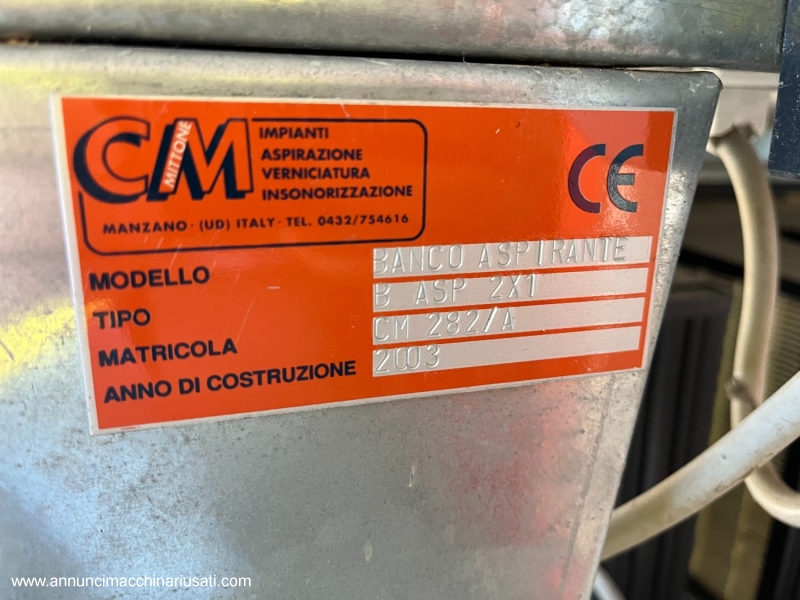 CM
MITTONE
IMPIANTI
ASPIRAZIONE
VERNICIATURA
INSONORIZZAZIONE
MANZANO · (UD) ITALY · TEL. 0432/754616
CE
MODELLO BANCO ASPIRANTE
TIPO B ASP 2X1
MATRICOLA CM 282/A
ANNO DI COSTRUZIONE 2003
www.annuncimacchinariusati.com